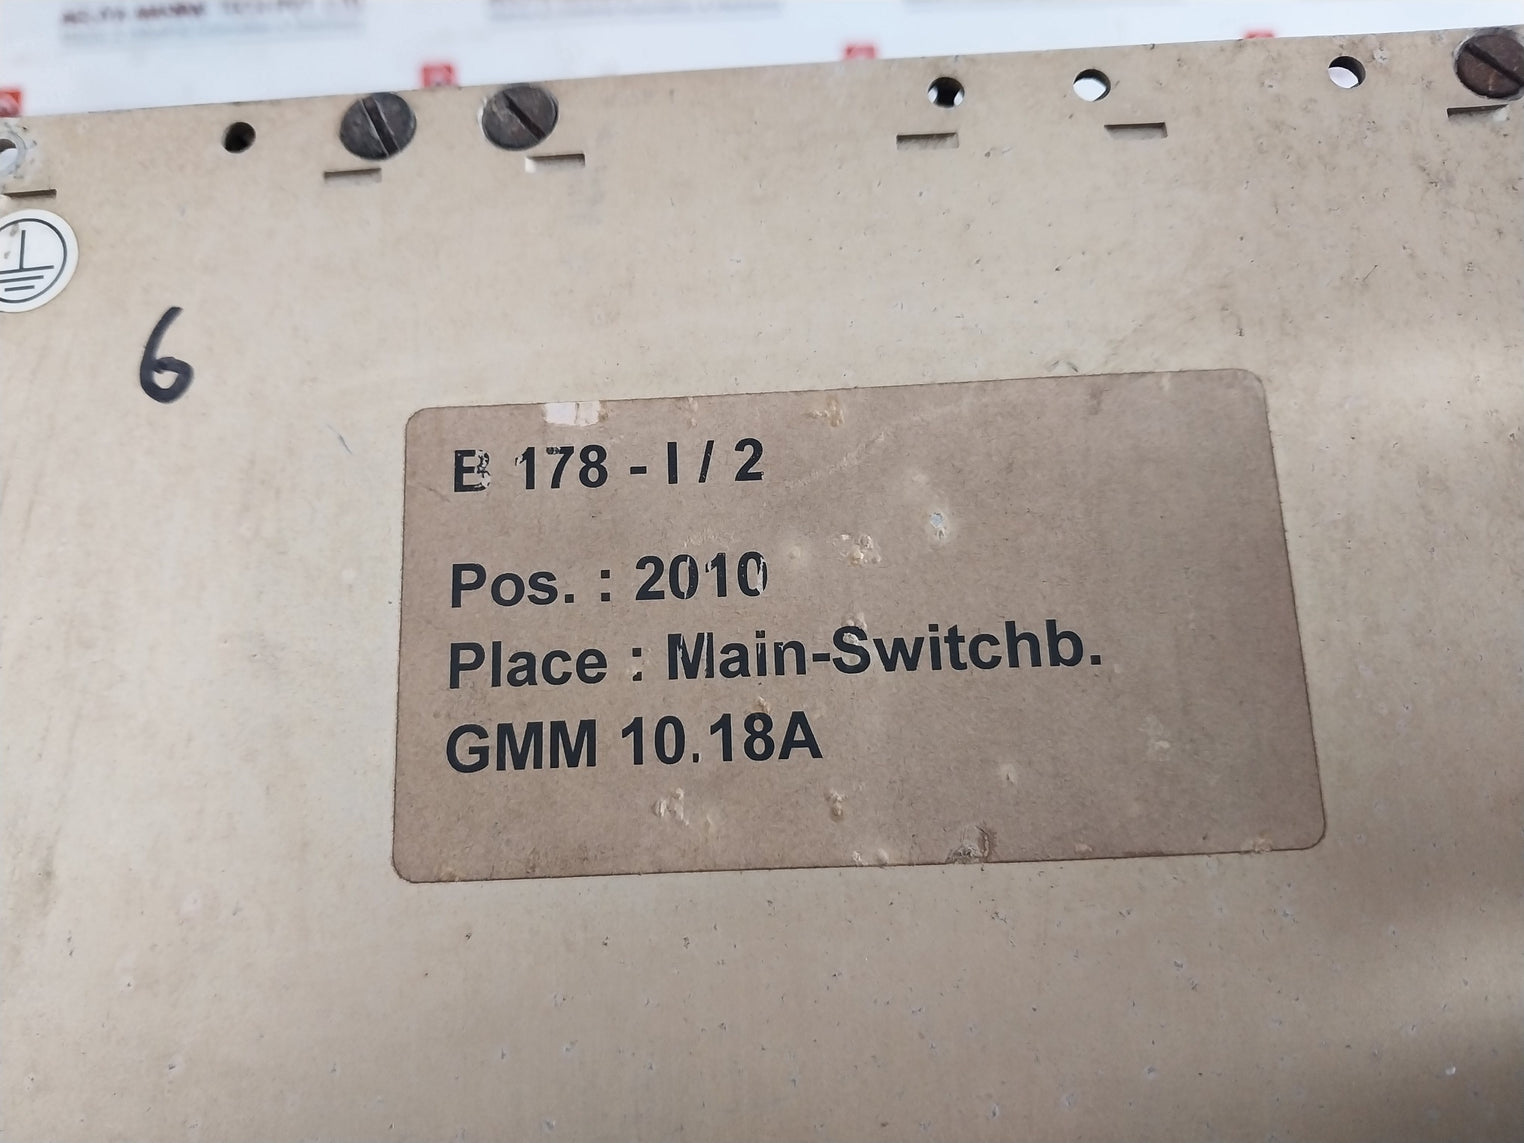 6
B 178 - I / 2
Pos. : 2010
Place : Main-Switchb.
GMM 10.18A